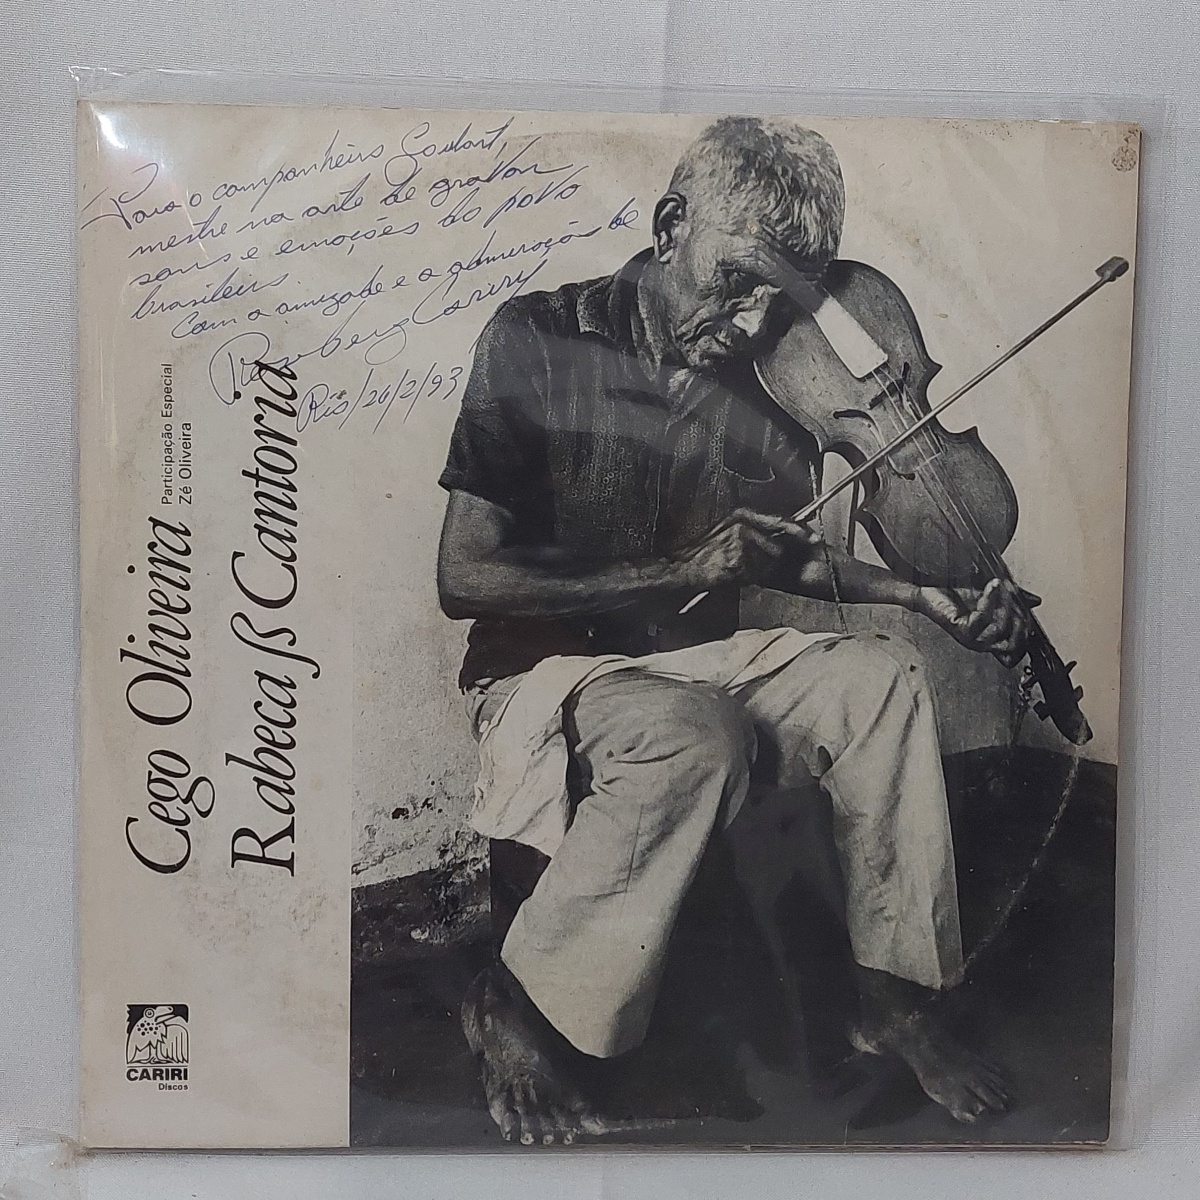 Para o companheiro Goulart,
mestre na arte de gravar
sons e emoções do povo
brasileiro
Com a amizade e a admiração de
Rosemberg Cariry
Rio/26/2/93
Cego Oliveira
Participação Especial
Zé Oliveira
Rabeca & Cantoria
CARIRI
Discos